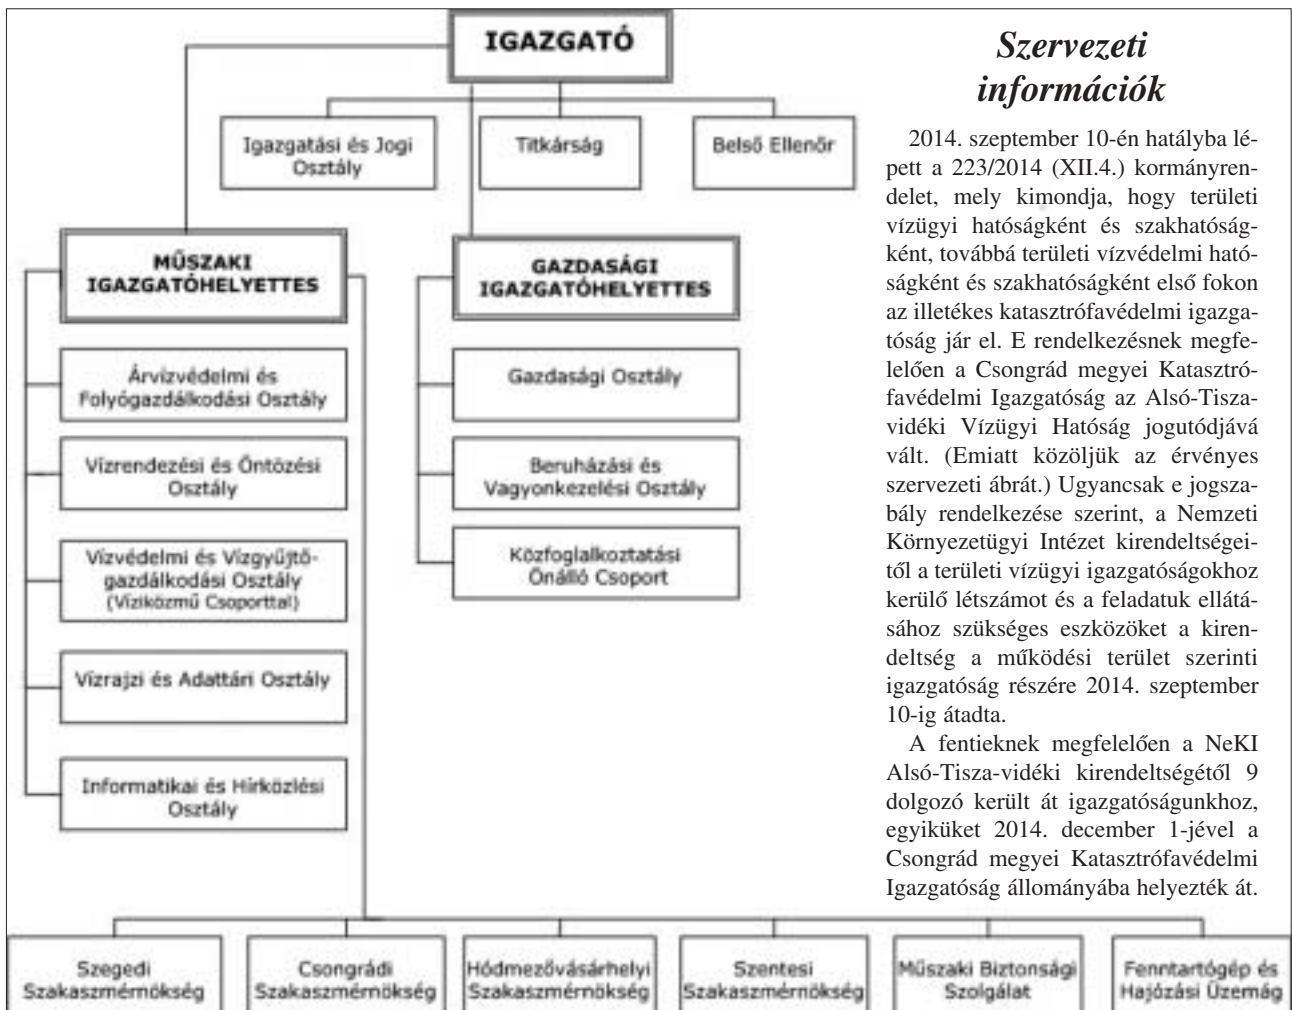 IGAZGATÓ
Igazgatási és Jogi
Osztály
Titkárság
Belső Ellenőr
MŰSZAKI
IGAZGATÓHELYETTES
GAZDASÁGI
IGAZGATÓHELYETTES
Árvízvédelmi és
Folyógazdálkodási Osztály
Vízrendezési és Öntözési
Osztály
Vízvédelmi és Vízgyűjtő-
gazdálkodási Osztály
(Víziközmű Csoporttal)
Vízrajzi és Adattári Osztály
Informatikai és Hírközlési
Osztály
Gazdasági Osztály
Beruházási és
Vagyonkezelési Osztály
Közfoglalkoztatási
Önálló Csoport
Szegedi
Szakaszmérnökség
Csongrádi
Szakaszmérnökség
Hódmezővásárhelyi
Szakaszmérnökség
Szentesi
Szakaszmérnökség
Műszaki Biztonsági
Szolgálat
Fenntartógép és
Hajózási Üzemág
Szervezeti
információk
2014. szeptember 10-én hatályba lé-
pett a 223/2014 (XII.4.) kormányren-
delet, mely kimondja, hogy területi
vízügyi hatóságként és szakhatóság-
ként, továbbá területi vízvédelmi ható-
ságként és szakhatóságként első fokon
az illetékes katasztrófavédelmi igazga-
tóság jár el. E rendelkezésnek megfe-
lelően a Csongrád megyei Katasztró-
favédelmi Igazgatóság az Alsó-Tisza-
vidéki Vízügyi Hatóság jogutódjává
vált. (Emiatt közöljük az érvényes
szervezeti ábrát.) Ugyancsak e jogsza-
bály rendelkezése szerint, a Nemzeti
Környezetügyi Intézet kirendeltségei-
től a területi vízügyi igazgatóságokhoz
kerülő létszámot és a feladatuk ellátá-
sához szükséges eszközöket a kiren-
deltség a működési terület szerinti
igazgatóság részére 2014. szeptember
10-ig átadta.
A fentieknek megfelelően a NeKI
Alsó-Tisza-vidéki kirendeltségétől 9
dolgozó került át igazgatóságunkhoz,
egyiküket 2014. december 1-jével a
Csongrád megyei Katasztrófavédelmi
Igazgatóság állományába helyezték át.